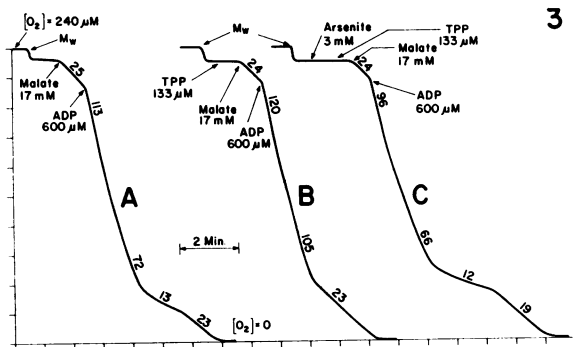 [O₂] = 240 μM
3
Mw
Mw
Arsenite
3 mM
TPP
133 μM
Malate
17 mM
25
Malate
17 mM
ADP
600 μM
113
TPP
133 μM
24
Malate
17 mM
ADP
600 μM
120
24
ADP
600 μM
96
A
B
C
2 Min.
72
105
66
13
23
[O₂] = 0
23
12
19